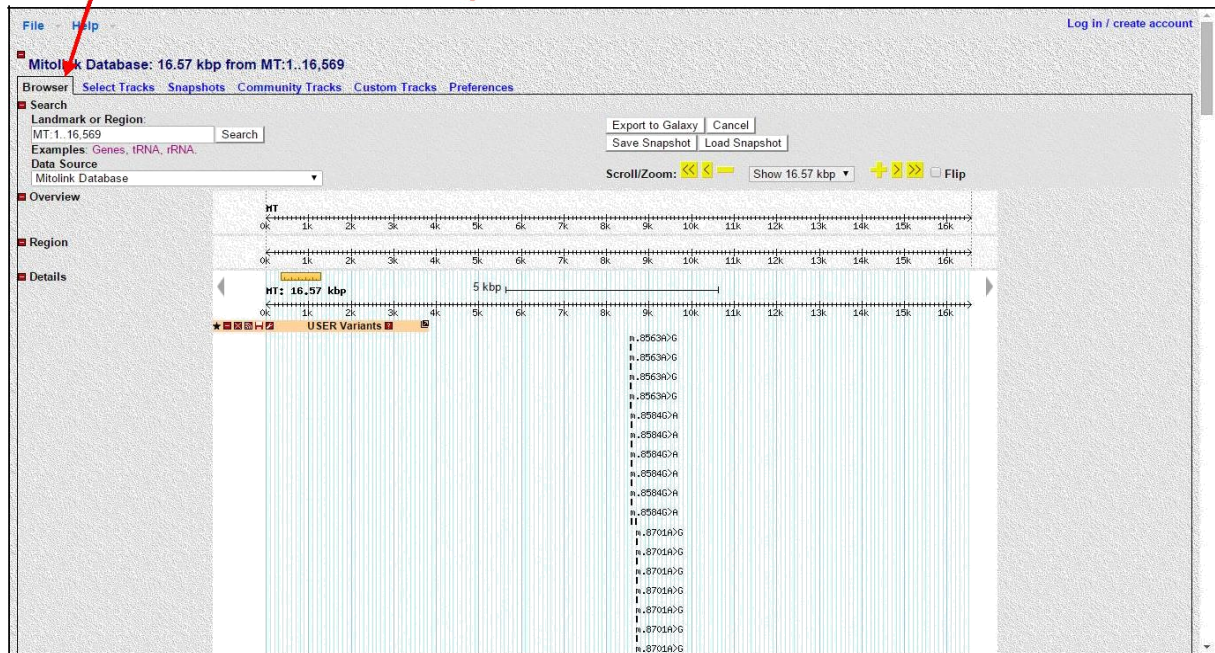 File Help
Log in / create account
Mitolink Database: 16.57 kbp from MT:1..16,569
Browser Select Tracks Snapshots Community Tracks Custom Tracks Preferences
Search
Landmark or Region:
MT:1..16,569 Search
Examples: Genes, tRNA, rRNA.
Data Source
Mitolink Database
Export to Galaxy Cancel
Save Snapshot Load Snapshot
Scroll/Zoom: << < Show 16.57 kbp > >> Flip
Overview
MT
0k 1k 2k 3k 4k 5k 6k 7k 8k 9k 10k 11k 12k 13k 14k 15k 16k
Region
0k 1k 2k 3k 4k 5k 6k 7k 8k 9k 10k 11k 12k 13k 14k 15k 16k
Details
MT: 16.57 kbp
5 kbp
0k 1k 2k 3k 4k 5k 6k 7k 8k 9k 10k 11k 12k 13k 14k 15k 16k
USER Variants ?
m.8563A>G
m.8563A>G
m.8563A>G
m.8563A>G
m.8584G>A
m.8584G>A
m.8584G>A
m.8584G>A
m.8584G>A
m.8584G>A
m.8701A>G
m.8701A>G
m.8701A>G
m.8701A>G
m.8701A>G
m.8701A>G
m.8701A>G